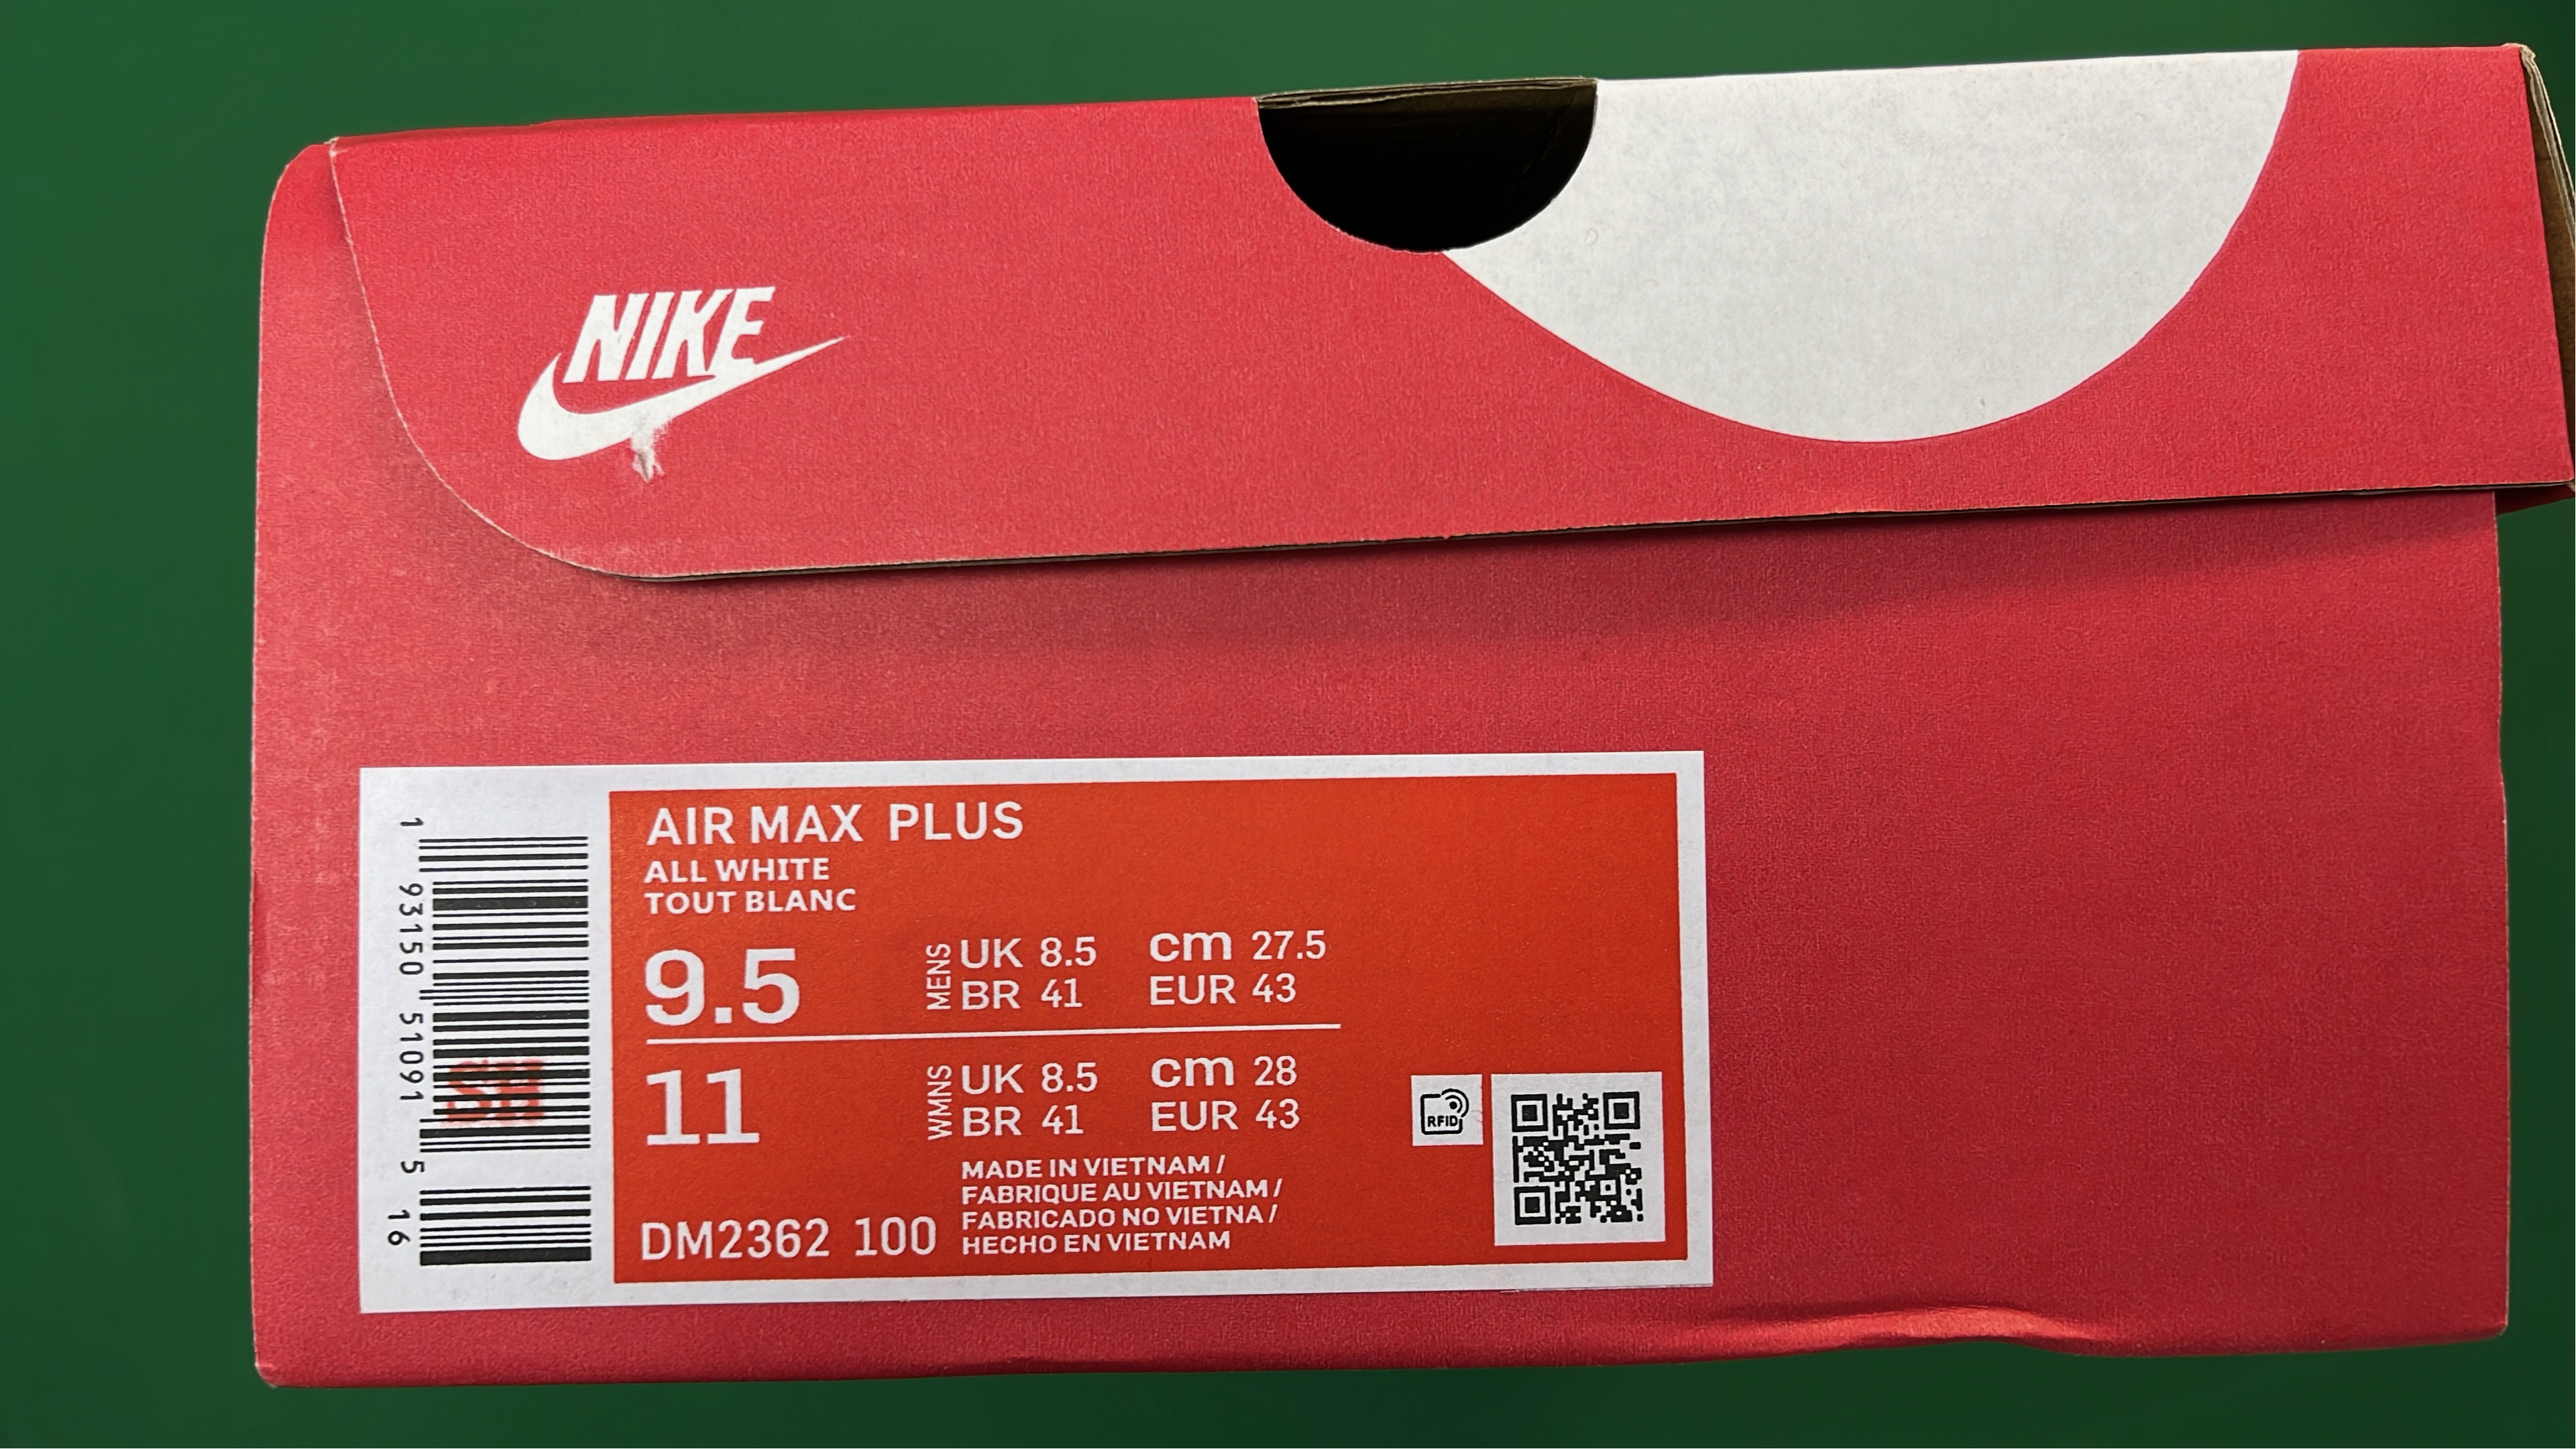 NIKE
AIR MAX PLUS
ALL WHITE
TOUT BLANC
9.5 MENS UK 8.5 cm 27.5
BR 41 EUR 43
11 WMNS UK 8.5 cm 28
BR 41 EUR 43
MADE IN VIETNAM /
FABRIQUE AU VIETNAM /
FABRICADO NO VIETNA /
HECHO EN VIETNAM
DM2362 100
RFID
1 93150 51091 5 16